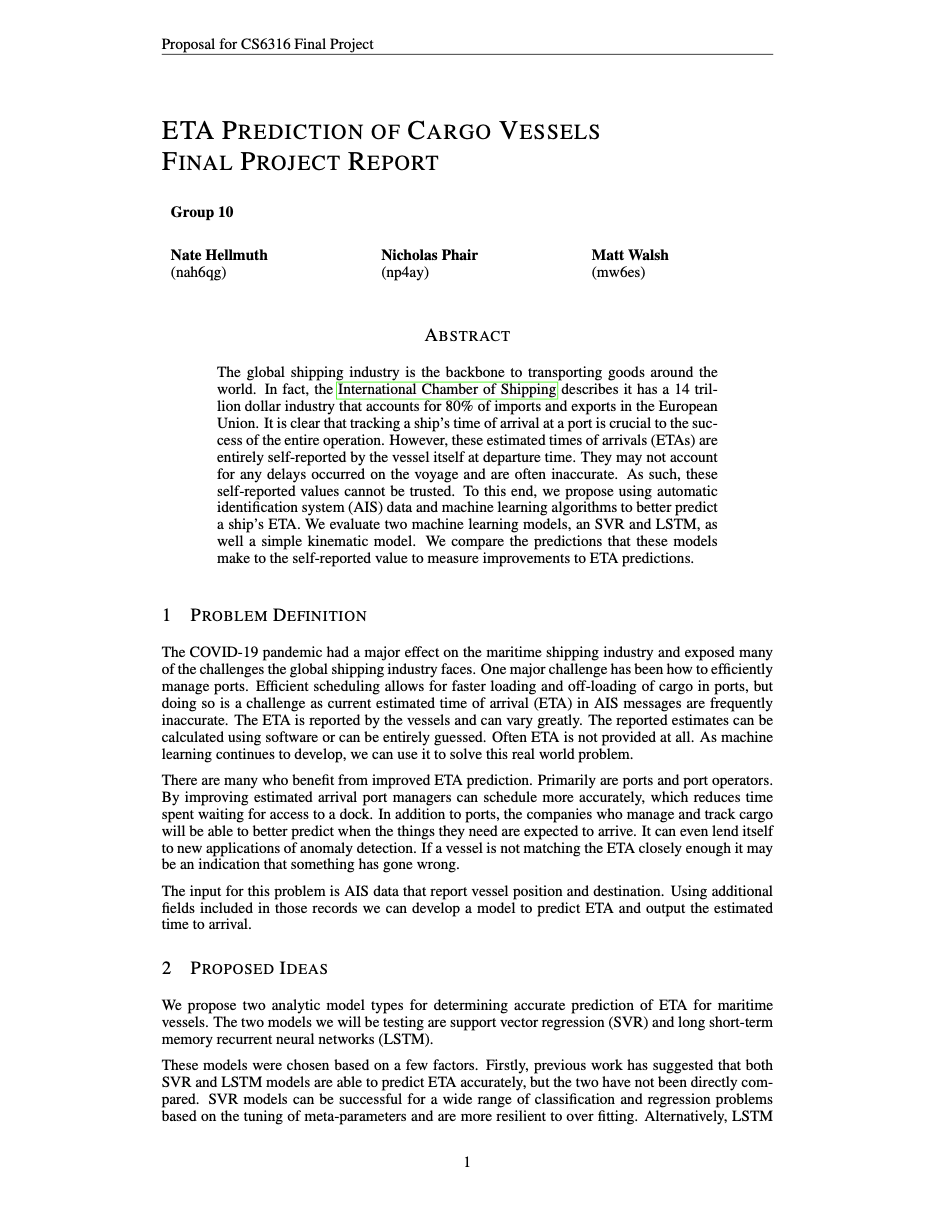 Proposal for CS6316 Final Project
ETA PREDICTION OF CARGO VESSELS
FINAL PROJECT REPORT
Group 10
Nate Hellmuth Nicholas Phair Matt Walsh
(nah6qg) (np4ay) (mw6es)
ABSTRACT
The global shipping industry is the backbone to transporting goods around the
world. In fact, the International Chamber of Shipping describes it has a 14 tril-
lion dollar industry that accounts for 80% of imports and exports in the European
Union. It is clear that tracking a ship's time of arrival at a port is crucial to the suc-
cess of the entire operation. However, these estimated times of arrivals (ETAs) are
entirely self-reported by the vessel itself at departure time. They may not account
for any delays occurred on the voyage and are often inaccurate. As such, these
self-reported values cannot be trusted. To this end, we propose using automatic
identification system (AIS) data and machine learning algorithms to better predict
a ship's ETA. We evaluate two machine learning models, an SVR and LSTM, as
well a simple kinematic model. We compare the predictions that these models
make to the self-reported value to measure improvements to ETA predictions.
1 PROBLEM DEFINITION
The COVID-19 pandemic had a major effect on the maritime shipping industry and exposed many
of the challenges the global shipping industry faces. One major challenge has been how to efficiently
manage ports. Efficient scheduling allows for faster loading and off-loading of cargo in ports, but
doing so is a challenge as current estimated time of arrival (ETA) in AIS messages are frequently
inaccurate. The ETA is reported by the vessels and can vary greatly. The reported estimates can be
calculated using software or can be entirely guessed. Often ETA is not provided at all. As machine
learning continues to develop, we can use it to solve this real world problem.
There are many who benefit from improved ETA prediction. Primarily are ports and port operators.
By improving estimated arrival port managers can schedule more accurately, which reduces time
spent waiting for access to a dock. In addition to ports, the companies who manage and track cargo
will be able to better predict when the things they need are expected to arrive. It can even lend itself
to new applications of anomaly detection. If a vessel is not matching the ETA closely enough it may
be an indication that something has gone wrong.
The input for this problem is AIS data that report vessel position and destination. Using additional
fields included in those records we can develop a model to predict ETA and output the estimated
time to arrival.
2 PROPOSED IDEAS
We propose two analytic model types for determining accurate prediction of ETA for maritime
vessels. The two models we will be testing are support vector regression (SVR) and long short-term
memory recurrent neural networks (LSTM).
These models were chosen based on a few factors. Firstly, previous work has suggested that both
SVR and LSTM models are able to predict ETA accurately, but the two have not been directly com-
pared. SVR models can be successful for a wide range of classification and regression problems
based on the tuning of meta-parameters and are more resilient to over fitting. Alternatively, LSTM
1